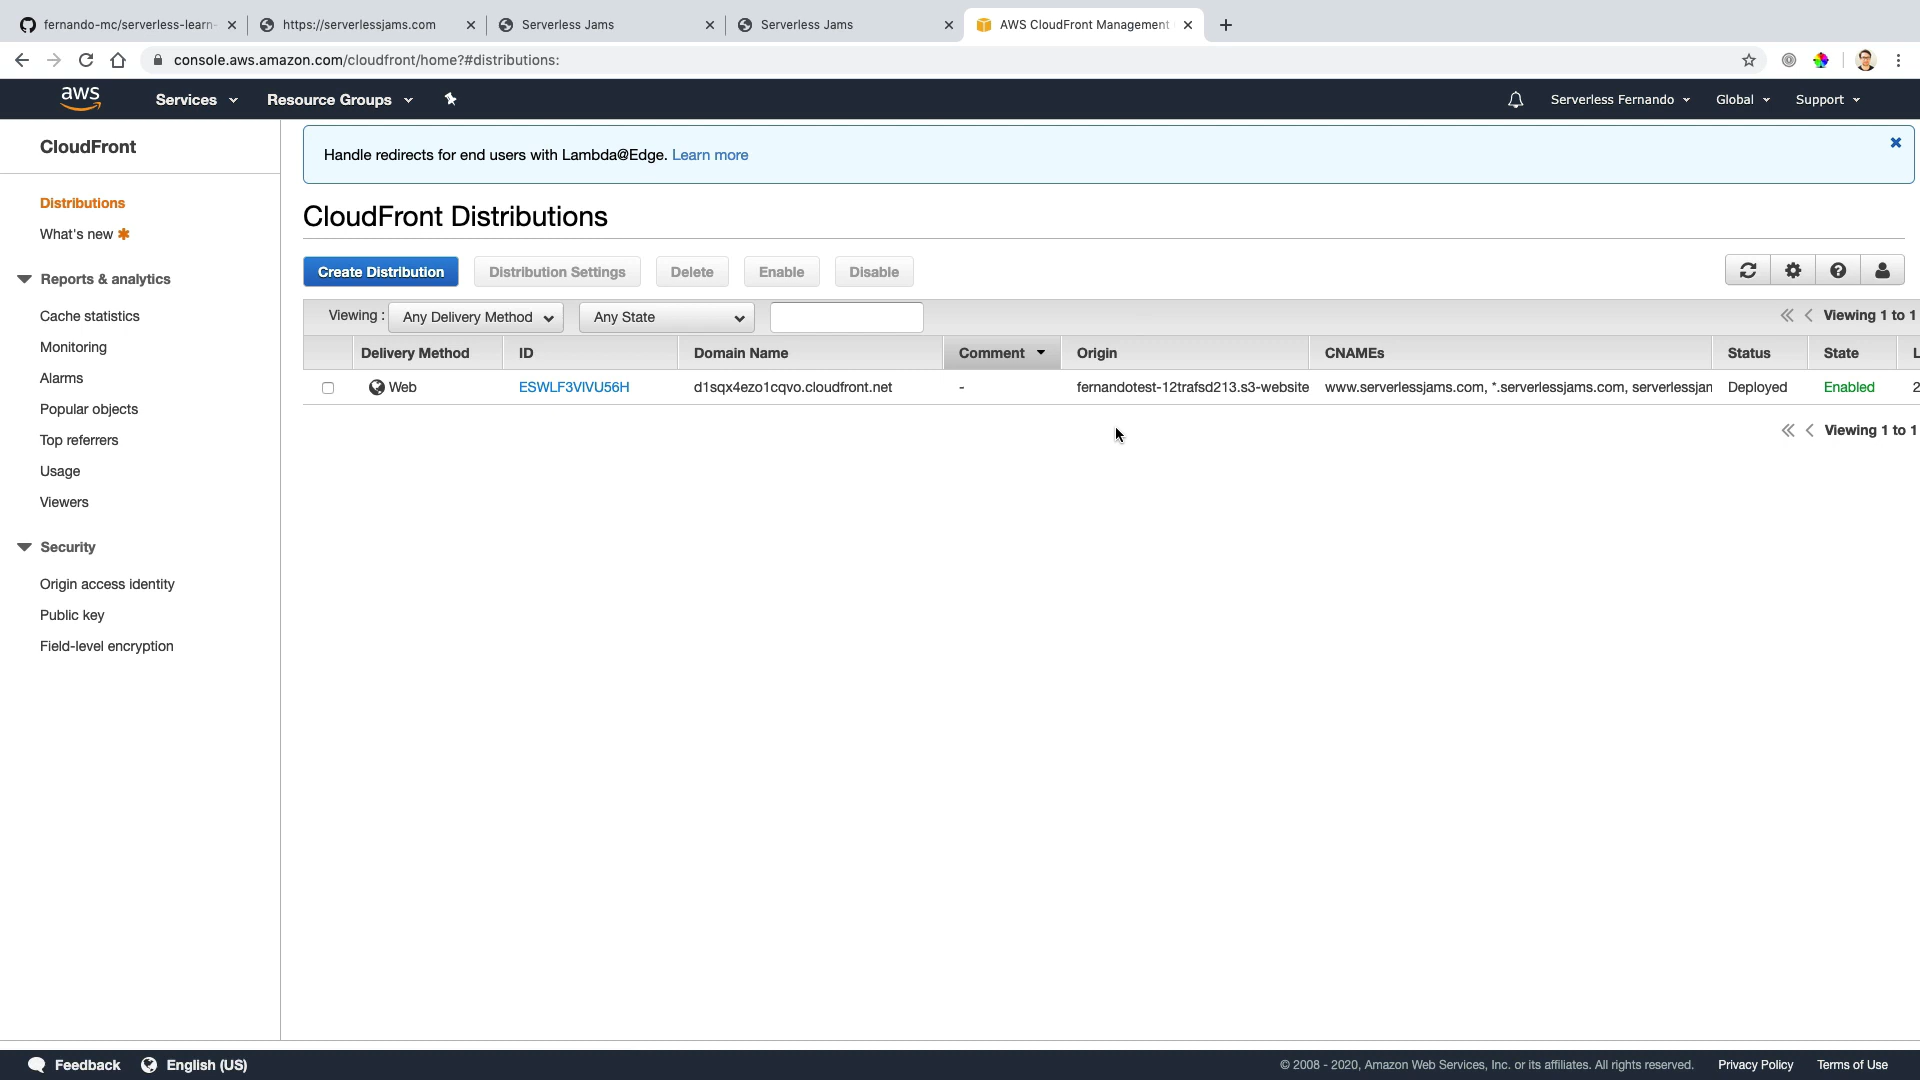 fernando-mc/serverless-learn-
https://serverlessjams.com
Serverless Jams
Serverless Jams
AWS CloudFront Management
console.aws.amazon.com/cloudfront/home?#distributions:
aws
Services
Resource Groups
Serverless Fernando
Global
Support
CloudFront
Distributions
What's new
Reports & analytics
Cache statistics
Monitoring
Alarms
Popular objects
Top referrers
Usage
Viewers
Security
Origin access identity
Public key
Field-level encryption
Handle redirects for end users with Lambda@Edge. Learn more
CloudFront Distributions
Create Distribution
Distribution Settings
Delete
Enable
Disable
Viewing :
Any Delivery Method
Any State
Viewing 1 to 1
Delivery Method
ID
Domain Name
Comment
Origin
CNAMEs
Status
State
L
Web
ESWLF3VIVU56H
d1sqx4ezo1cqvo.cloudfront.net
-
fernandotest-12trafsd213.s3-website
www.serverlessjams.com, *.serverlessjams.com, serverlessjan
Deployed
Enabled
2
Viewing 1 to 1
Feedback
English (US)
© 2008 - 2020, Amazon Web Services, Inc. or its affiliates. All rights reserved.
Privacy Policy
Terms of Use